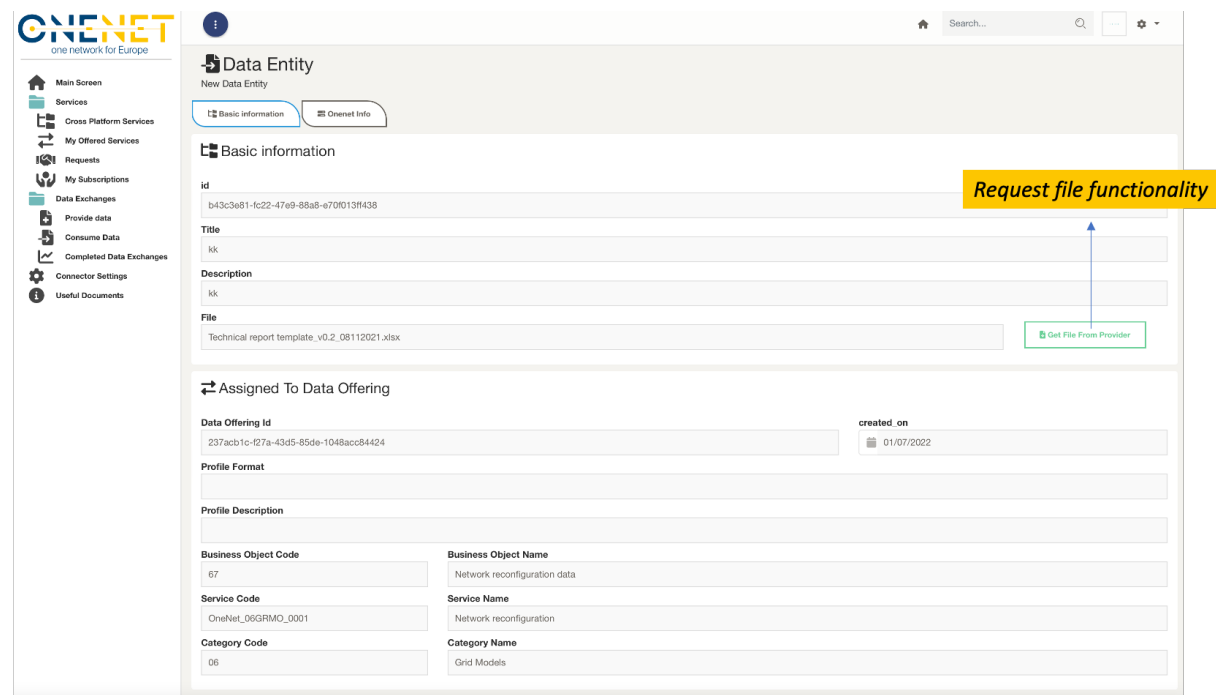 ONENET
one network for Europe
Main Screen
Services
Cross Platform Services
My Offered Services
Requests
My Subscriptions
Data Exchanges
Provide data
Consume Data
Completed Data Exchanges
Connector Settings
Useful Documents
Search...
Data Entity
New Data Entity
Basic information
Onenet Info
Basic information
Request file functionality
id
b43c3e81-fc22-47e9-88a8-e70f013ff438
Title
kk
Description
kk
File
Technical report template_v0.2_08112021.xlsx
Get File From Provider
Assigned To Data Offering
Data Offering Id
created_on
237acb1c-f27a-43d5-85de-1048acc84424
01/07/2022
Profile Format
Profile Description
Business Object Code
Business Object Name
67
Network reconfiguration data
Service Code
Service Name
OneNet_06GRMO_0001
Network reconfiguration
Category Code
Category Name
06
Grid Models